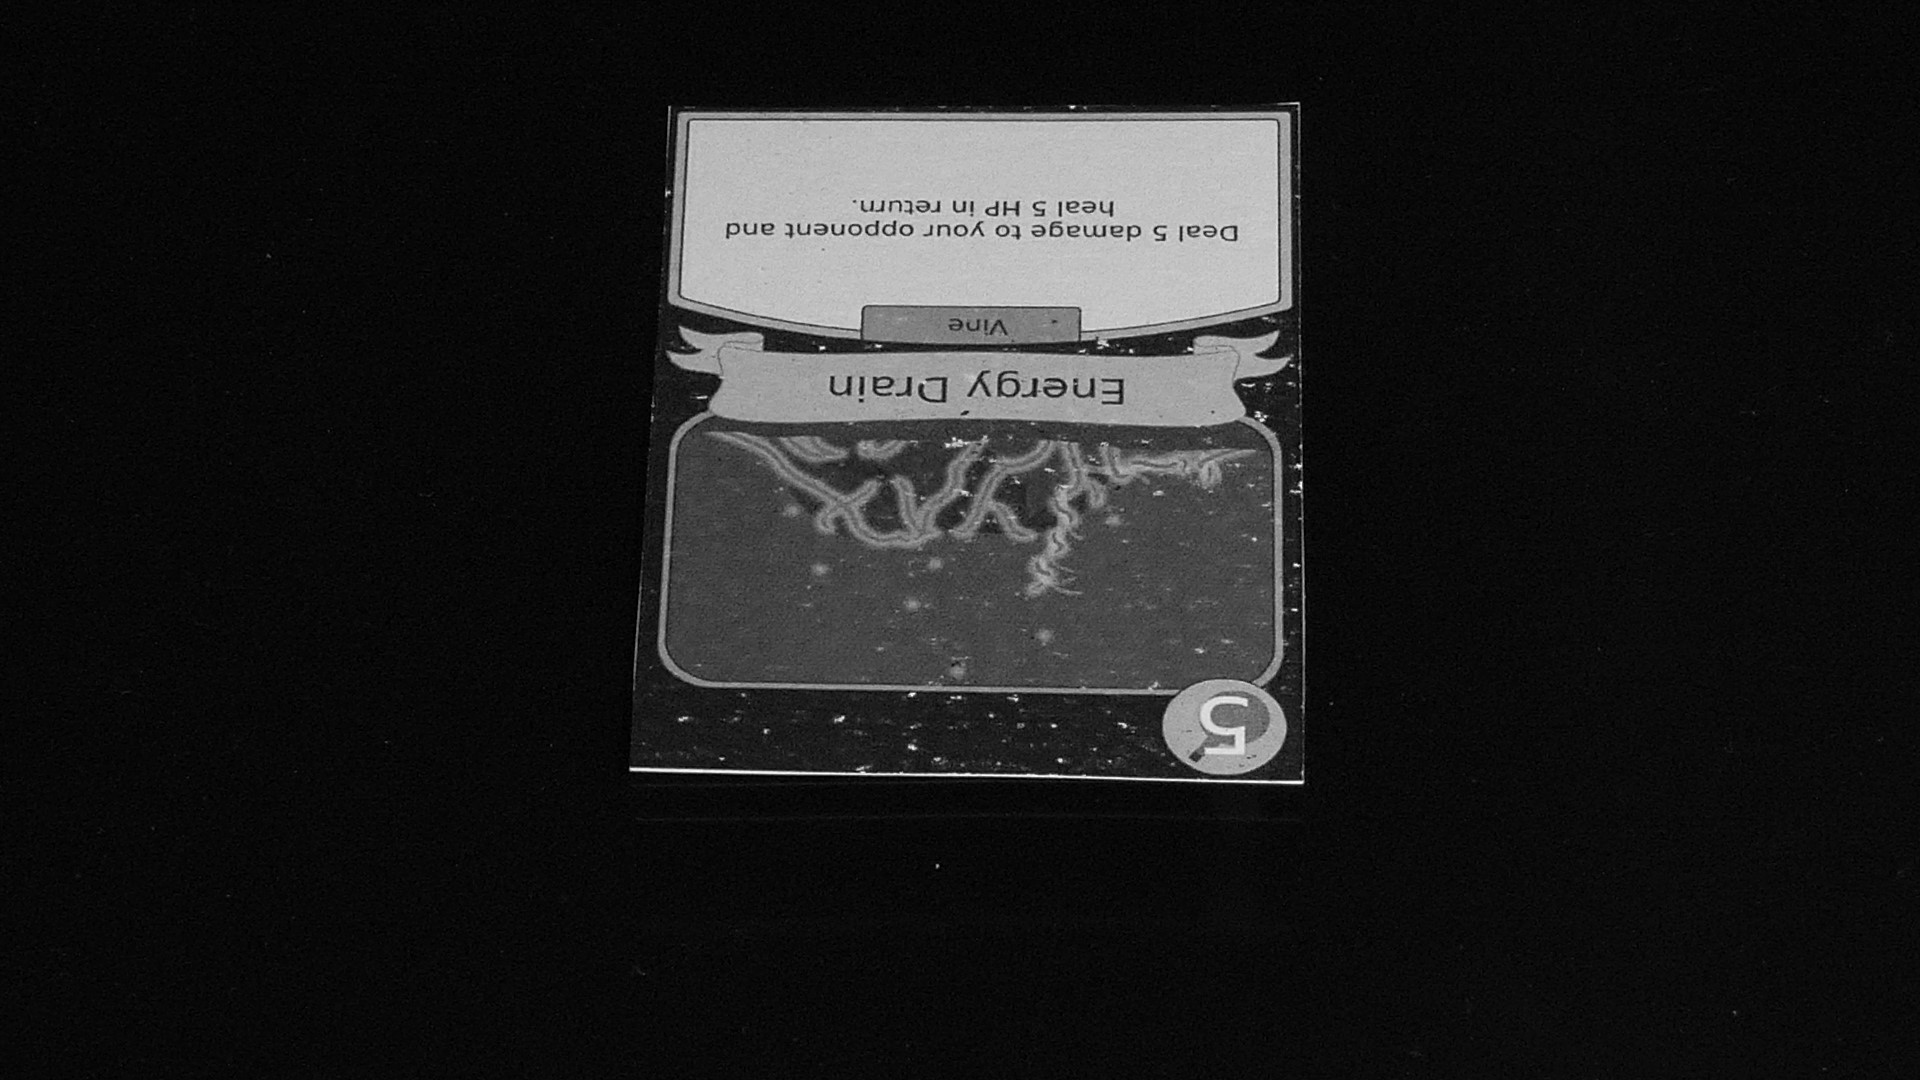 5
Energy Drain
Vine
Deal 5 damage to your opponent and
heal 5 HP in return.